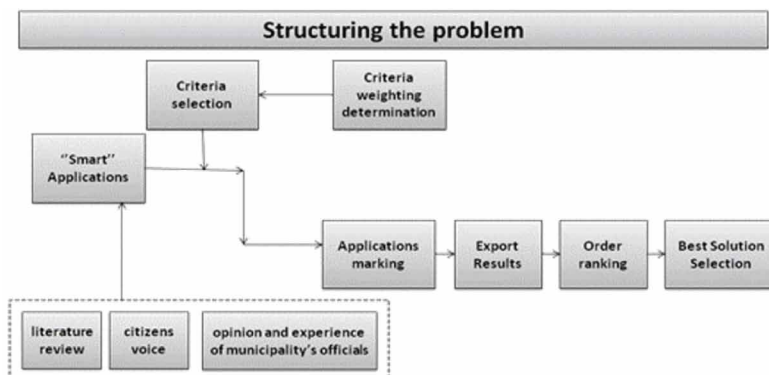 Structuring the problem
Criteria
selection
Criteria
weighting
determination
‘’Smart’’
Applications
Applications
marking
Export
Results
Order
ranking
Best Solution
Selection
literature
review
citizens
voice
opinion and experience
of municipality’s officials